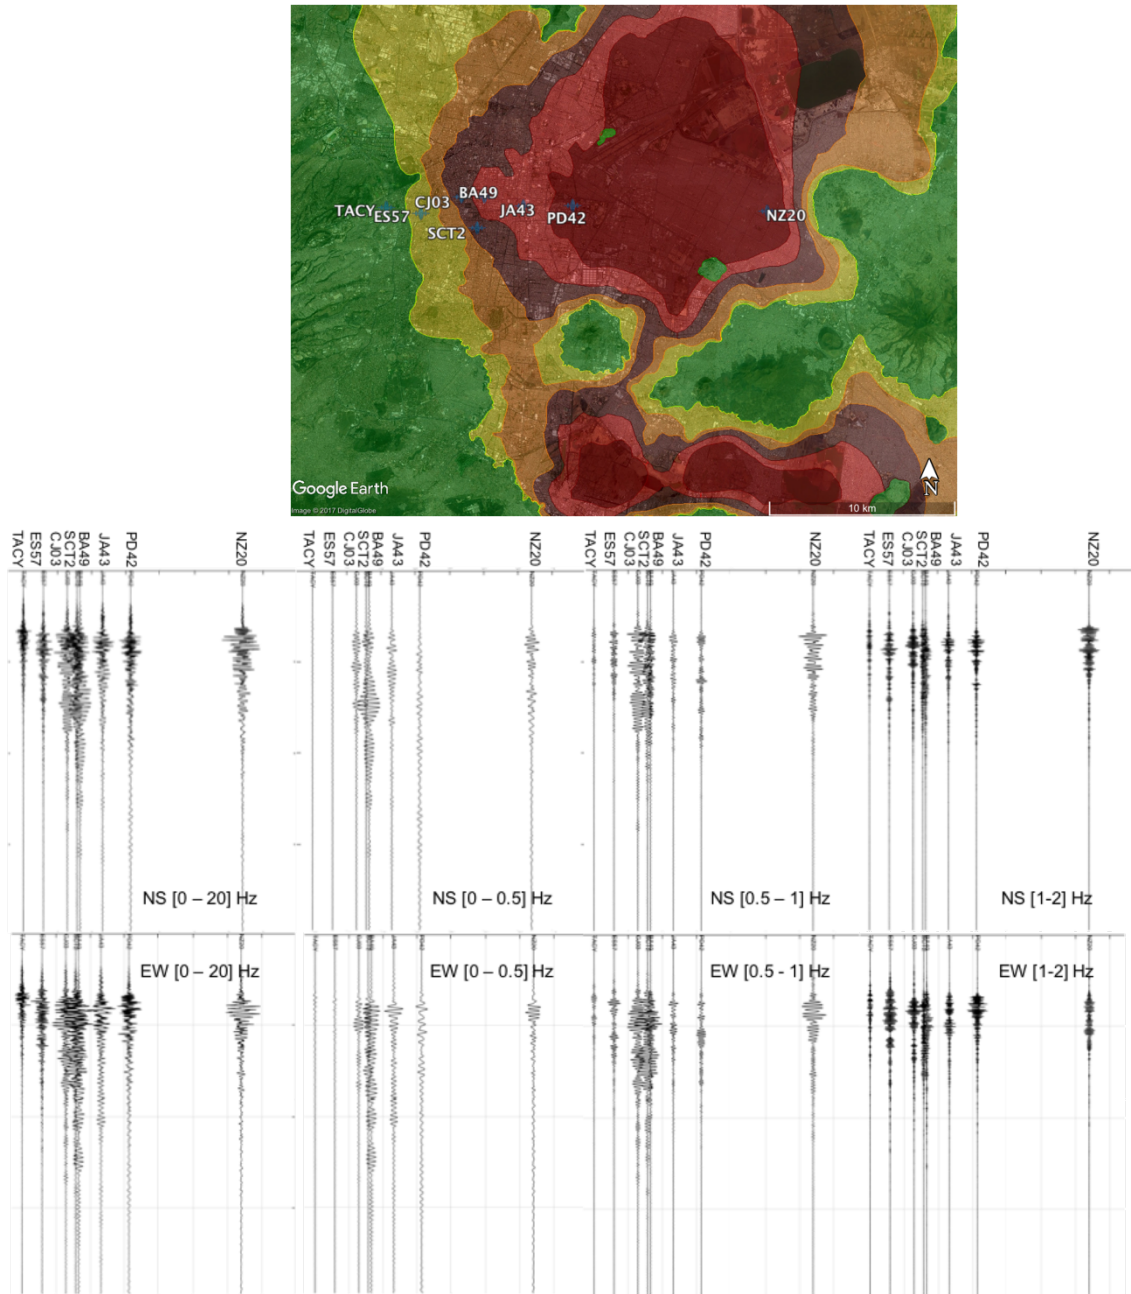 TACY
ES57
CJ03
BA49
SCT2
JA43
PD42
NZ20
Google Earth
Image © 2017 DigitalGlobe
N
10 km
TACY ES57 CJ03 SCT2 BA49 JA43 PD42 NZ20
TACY ES57 CJ03 SCT2 BA49 JA43 PD42 NZ20
TACY ES57 CJ03 SCT2 BA49 JA43 PD42 NZ20
TACY ES57 CJ03 SCT2 BA49 JA43 PD42 NZ20
NS [0 – 20] Hz
NS [0 – 0.5] Hz
NS [0.5 – 1] Hz
NS [1-2] Hz
EW [0 – 20] Hz
EW [0 – 0.5] Hz
EW [0.5 - 1] Hz
EW [1-2] Hz